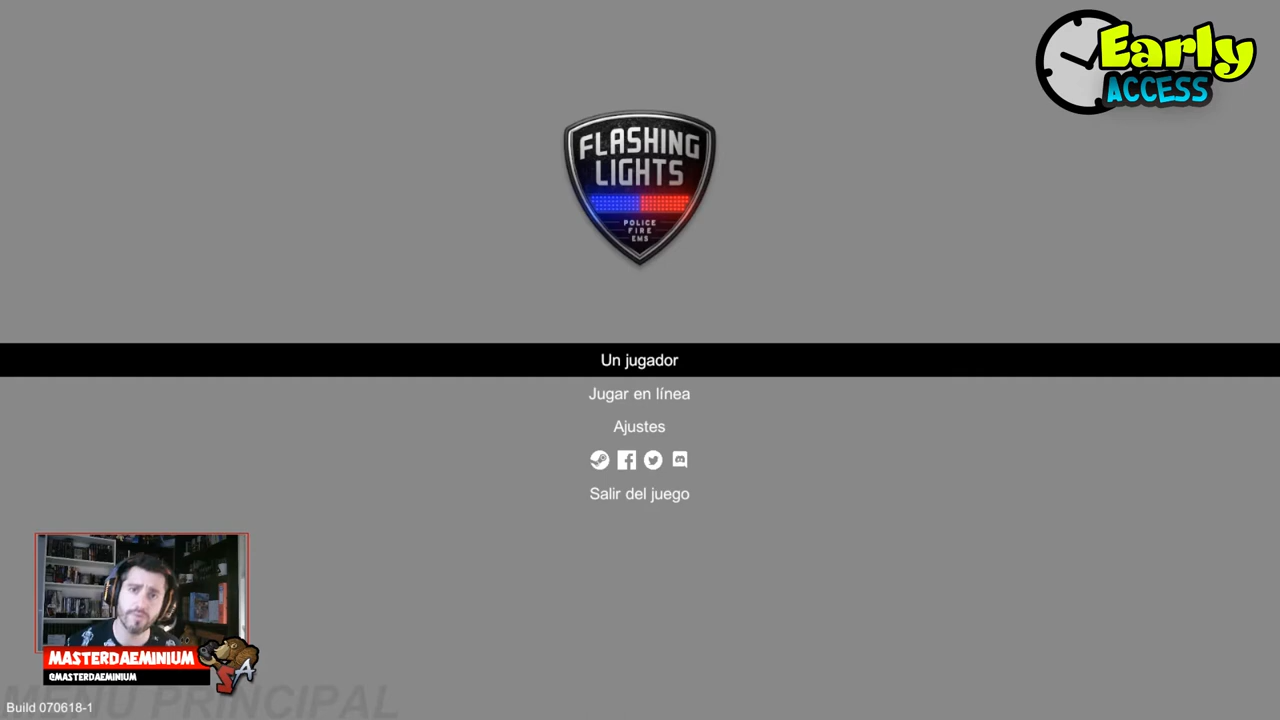 Early
ACCESS
FLASHING
LIGHTS
POLICE
FIRE
EMS
Un jugador
Jugar en línea
Ajustes
Salir del juego
MASTERDAEMINIUM
@MASTERDAEMINIUM
MENU PRINCIPAL
Build 070618-1